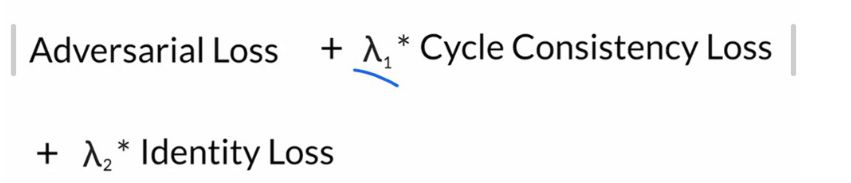 Adversarial Loss + λ₁ * Cycle Consistency Loss
+ λ₂ * Identity Loss